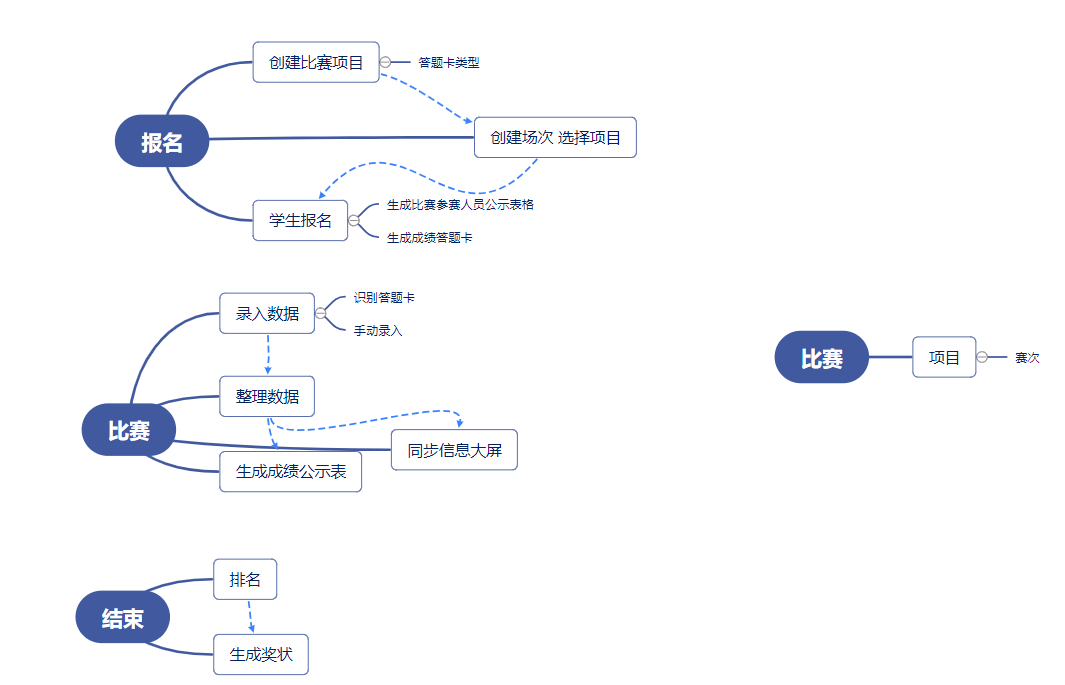 创建比赛项目
答题卡类型
报名
创建场次 选择项目
学生报名
生成比赛参赛人员公示表格
生成成绩答题卡
录入数据
识别答题卡
手动录入
比赛
整理数据
同步信息大屏
生成成绩公示表
比赛
项目
赛次
结束
排名
生成奖状